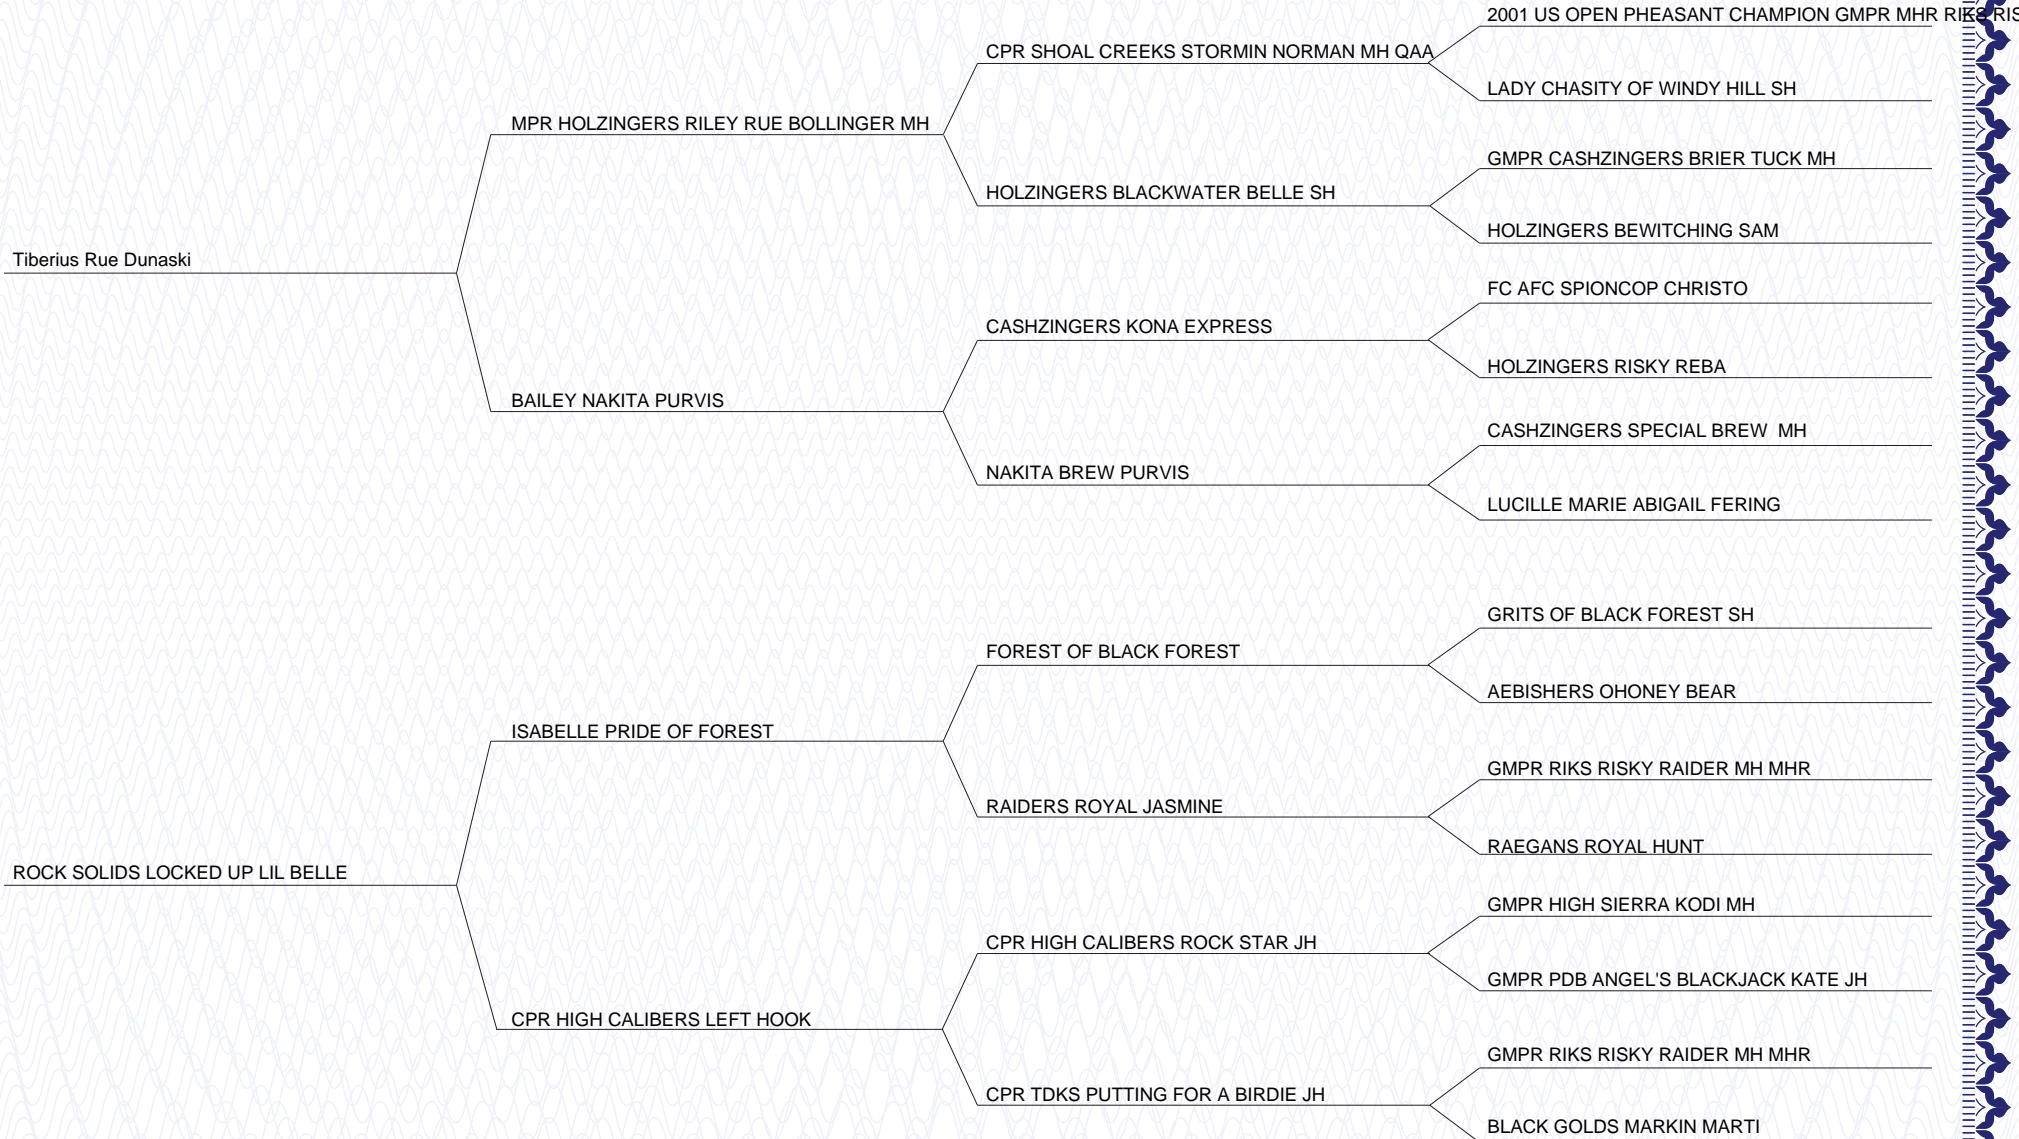 2001 US OPEN PHEASANT CHAMPION GMPR MHR RIKS
CPR SHOAL CREEKS STORMIN NORMAN MH QAA
LADY CHASITY OF WINDY HILL SH
MPR HOLZINGERS RILEY RUE BOLLINGER MH
GMPR CASHZINGERS BRIER TUCK MH
HOLZINGERS BLACKWATER BELLE SH
HOLZINGERS BEWITCHING SAM
Tiberius Rue Dunaski
FC AFC SPIONCOP CHRISTO
CASHZINGERS KONA EXPRESS
HOLZINGERS RISKY REBA
BAILEY NAKITA PURVIS
CASHZINGERS SPECIAL BREW  MH
NAKITA BREW PURVIS
LUCILLE MARIE ABIGAIL FERING
GRITS OF BLACK FOREST SH
FOREST OF BLACK FOREST
AEBISHERS OHONEY BEAR
ISABELLE PRIDE OF FOREST
GMPR RIKS RISKY RAIDER MH MHR
RAIDERS ROYAL JASMINE
RAEGANS ROYAL HUNT
ROCK SOLIDS LOCKED UP LIL BELLE
GMPR HIGH SIERRA KODI MH
CPR HIGH CALIBERS ROCK STAR JH
GMPR PDB ANGEL'S BLACKJACK KATE JH
CPR HIGH CALIBERS LEFT HOOK
GMPR RIKS RISKY RAIDER MH MHR
CPR TDKS PUTTING FOR A BIRDIE JH
BLACK GOLDS MARKIN MARTI